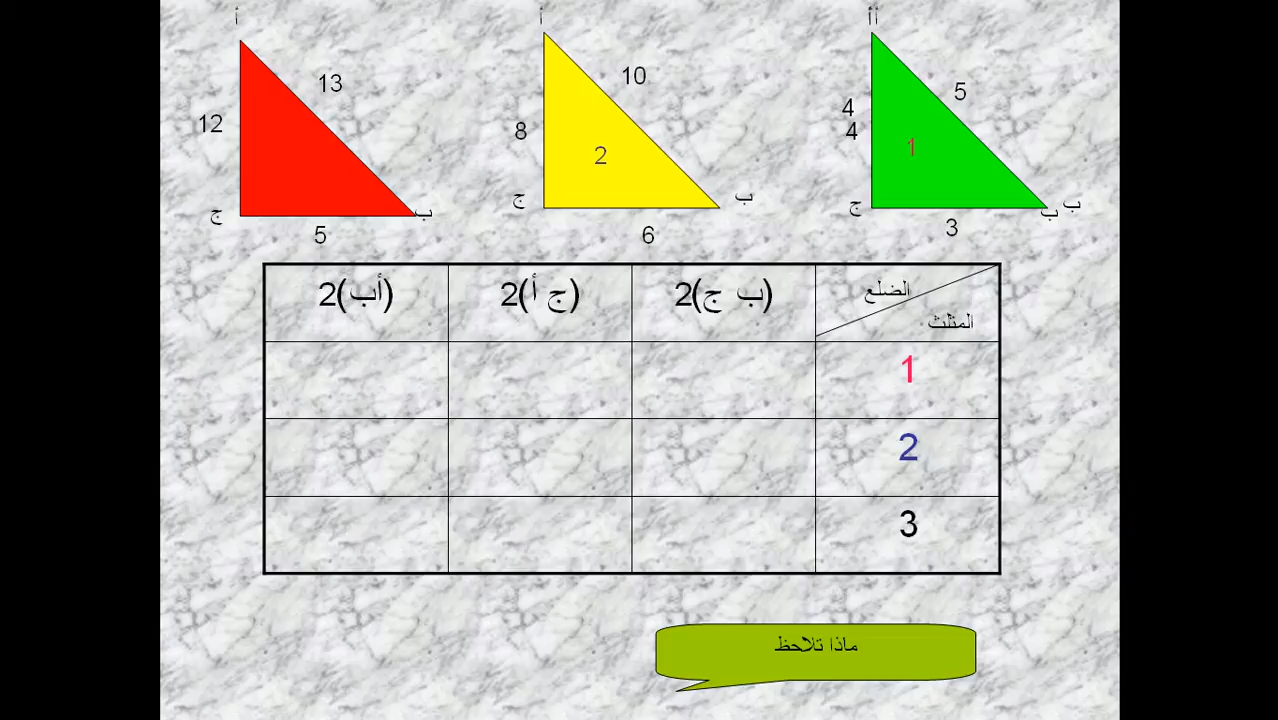 أأ أ أ
5 10 13
4 8 12
4
1 2
ج ب ب ج ب ج ب
3 6 5
الضلع (ب ج)2 (ج أ)2 (أب)2
المثلث
1
2
3
ماذا تلاحظ